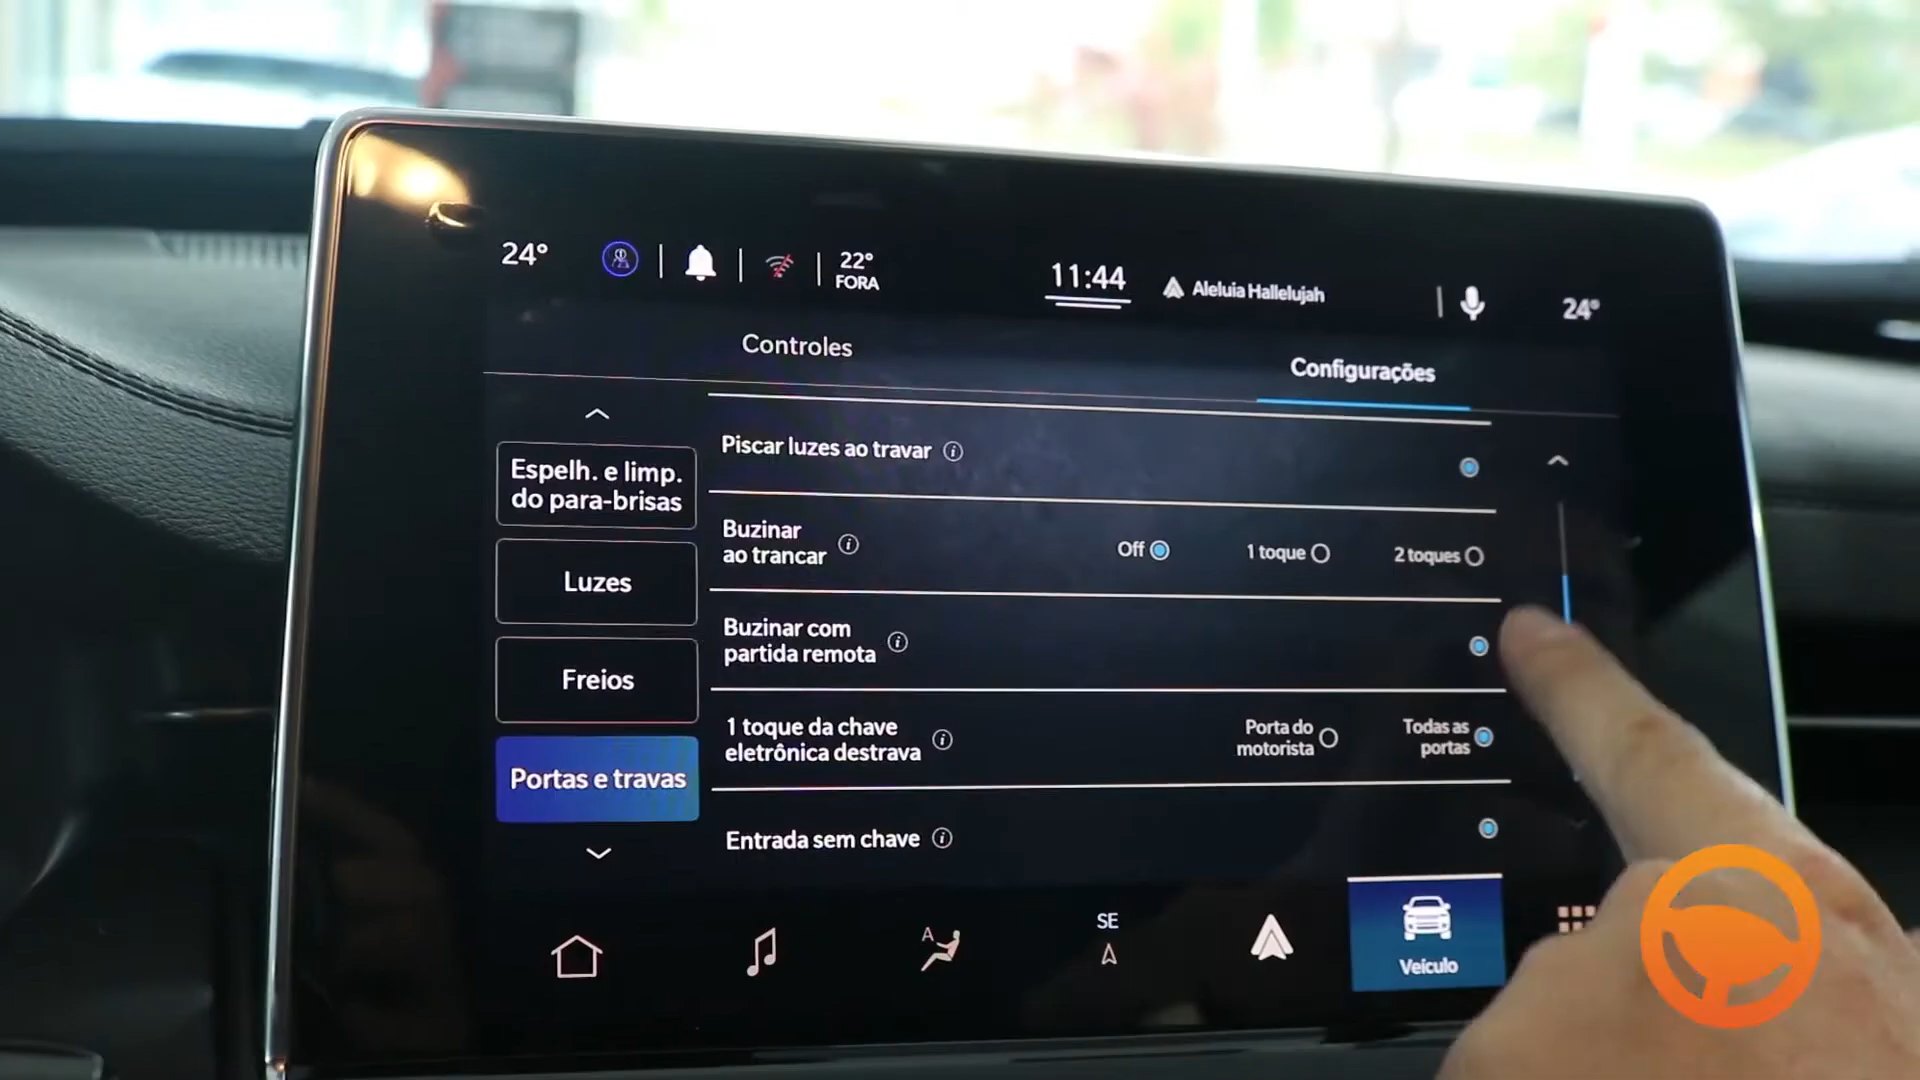 24°
22°
FORA
11:44
Aleluia Hallelujah
24°
Controles
Configurações
Espelh. e limp.
do para-brisas
Luzes
Freios
Portas e travas
Piscar luzes ao travar
Buzinar
ao trancar
Off
1 toque
2 toques
Buzinar com
partida remota
1 toque da chave
eletrônica destrava
Porta do
motorista
Todas as
portas
Entrada sem chave
A
SE
Veículo